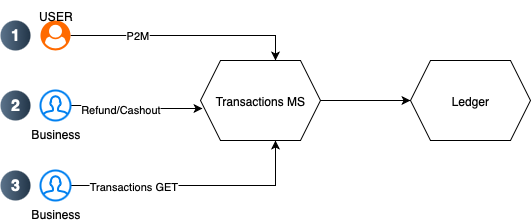 USER
1
P2M
2
Refund/Cashout
Transactions MS
Ledger
Business
3
Transactions GET
Business